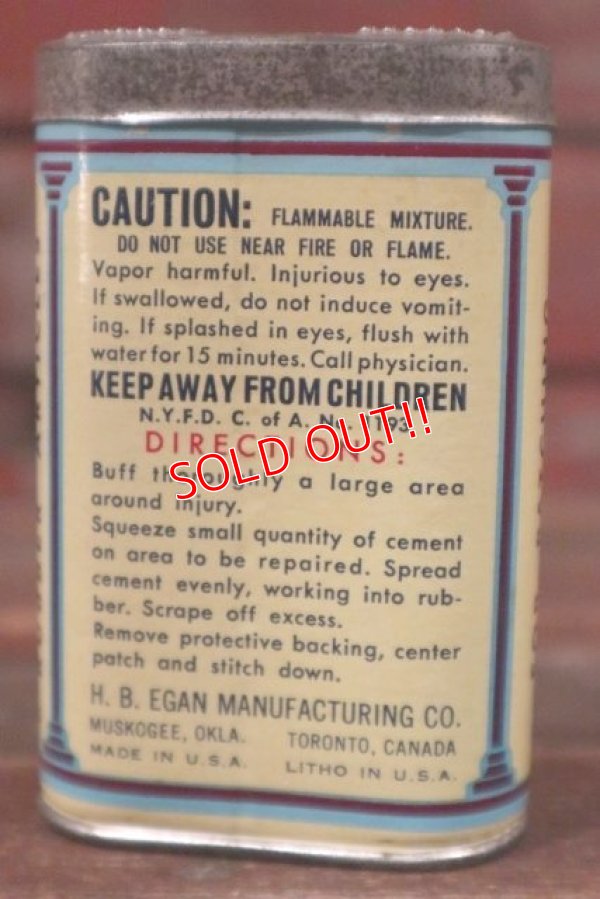 CAUTION: FLAMMABLE MIXTURE.
DO NOT USE NEAR FIRE OR FLAME.
Vapor harmful. Injurious to eyes.
If swallowed, do not induce vomit-
ing. If splashed in eyes, flush with
water for 15 minutes. Call physician.
KEEP AWAY FROM CHILDREN
N.Y.F.D. C. of A. No.
DIRECTIONS:
SOLD OUT!!
Buff thoroughly a large area
around injury.
Squeeze small quantity of cement
on area to be repaired. Spread
cement evenly, working into rub-
ber. Scrape off excess.
Remove protective backing, center
patch and stitch down.
H. B. EGAN MANUFACTURING CO.
MUSKOGEE, OKLA. TORONTO, CANADA
MADE IN U.S.A. LITHO IN U.S.A.